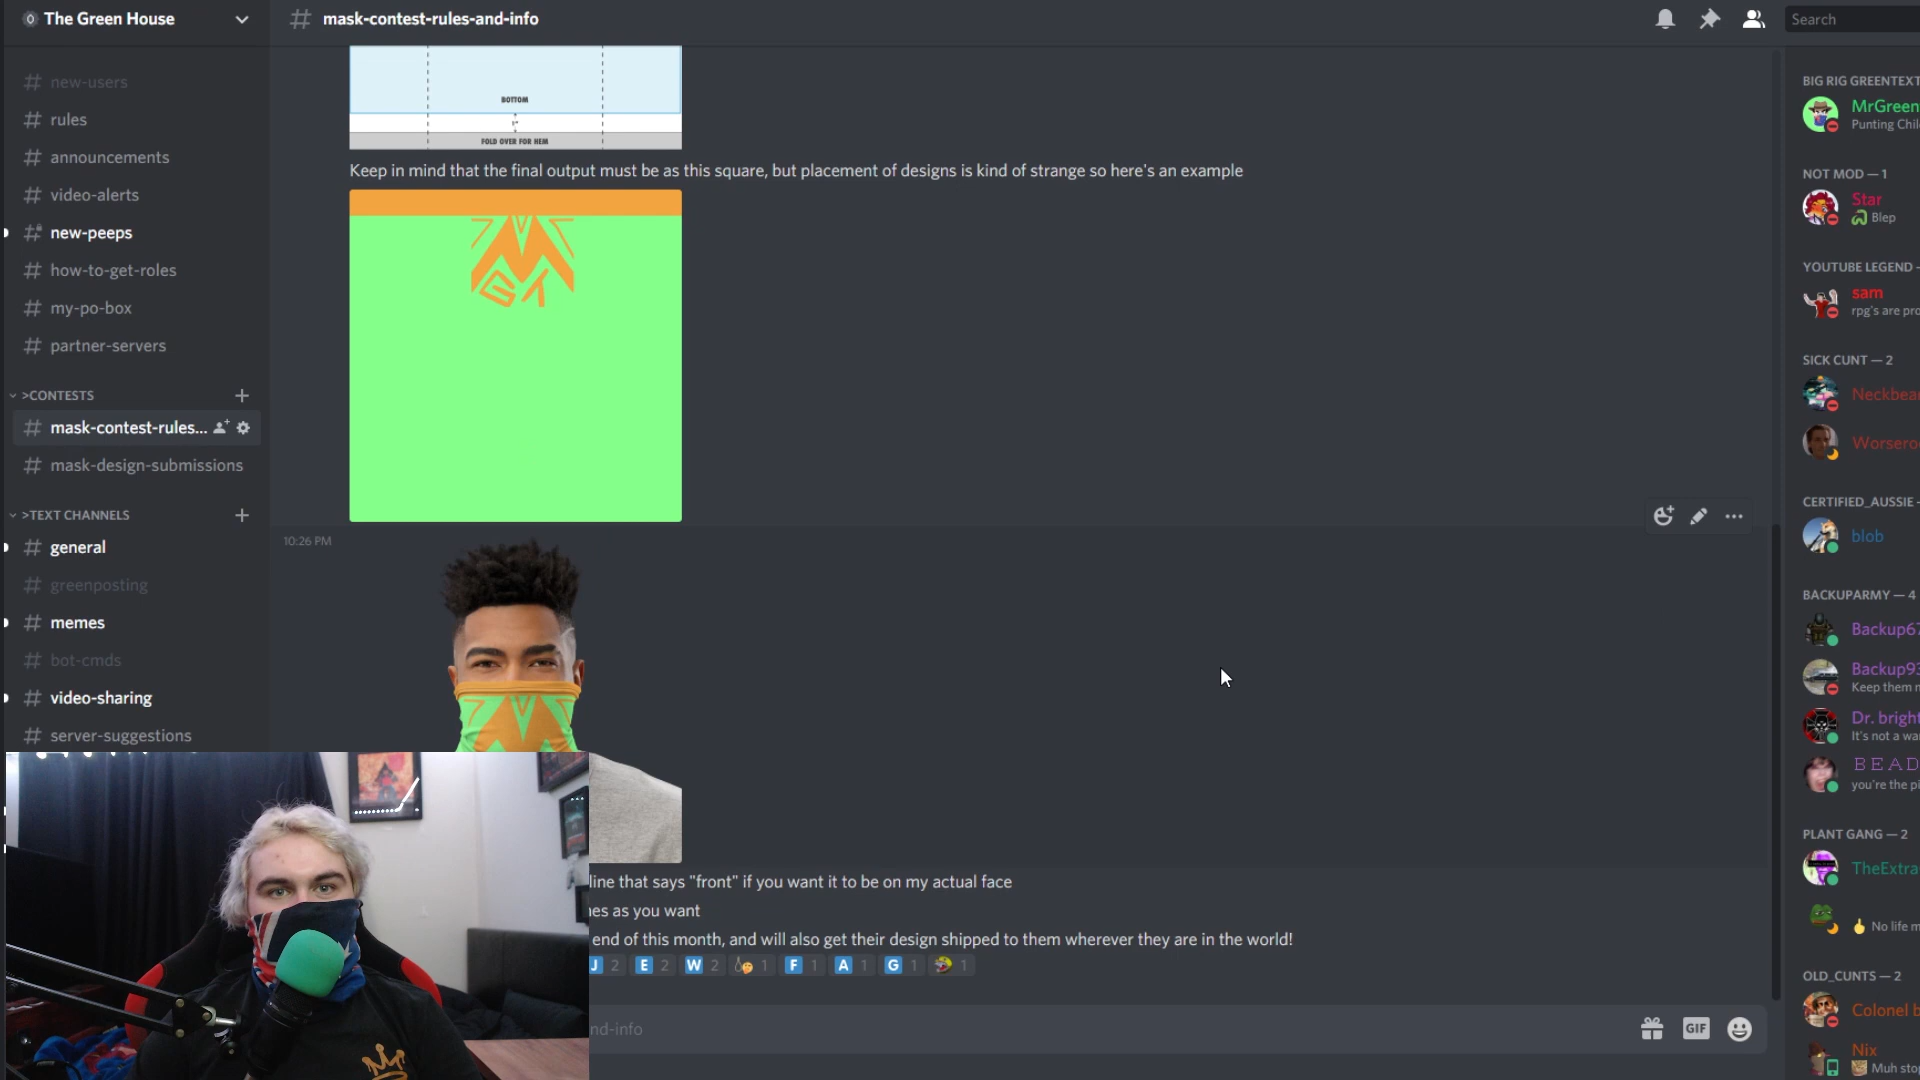 The Green House
mask-contest-rules-and-info
Search
new-users
rules
announcements
video-alerts
new-peeps
how-to-get-roles
my-po-box
partner-servers
>CONTESTS
mask-contest-rules...
mask-design-submissions
>TEXT CHANNELS
general
greenposting
memes
bot-cmds
video-sharing
server-suggestions
BOTTOM
1"
FOLD OVER FOR HEM
Keep in mind that the final output must be as this square, but placement of designs is kind of strange so here's an example
GT
10:26 PM
line that says "front" if you want it to be on my actual face
es as you want
end of this month, and will also get their design shipped to them wherever they are in the world!
J 2 E 2 W 2 1 F 1 A 1 G 1 1
nd-info
GIF
BIG RIG GREENTEXT
MrGreen
Punting Chil
NOT MOD — 1
Star
Blep
YOUTUBE LEGEND -
sam
rpg's are pro
SICK CUNT — 2
Neckbea
Worsero
CERTIFIED_AUSSIE -
blob
BACKUPARMY — 4
Backup67
Backup93
Keep them n
Dr. bright
It's not a wa
BEAD
you're the pi
PLANT GANG — 2
TheExtra
No life m
OLD_CUNTS — 2
Colonel b
Nix
Muh stop